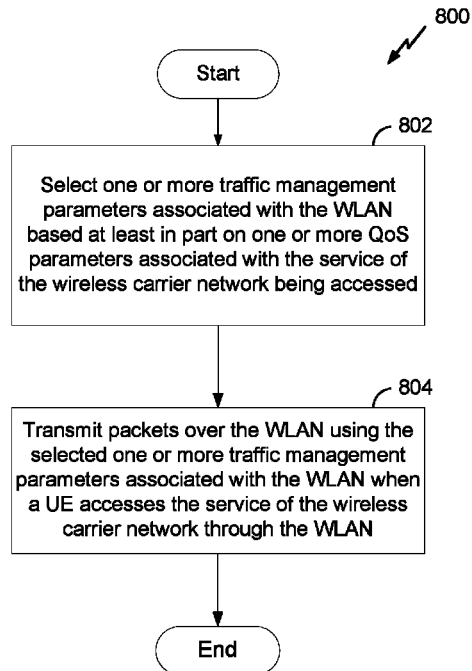 800
Start
802
Select one or more traffic management
parameters associated with the WLAN
based at least in part on one or more QoS
parameters associated with the service of
the wireless carrier network being accessed
804
Transmit packets over the WLAN using the
selected one or more traffic management
parameters associated with the WLAN when
a UE accesses the service of the wireless
carrier network through the WLAN
End